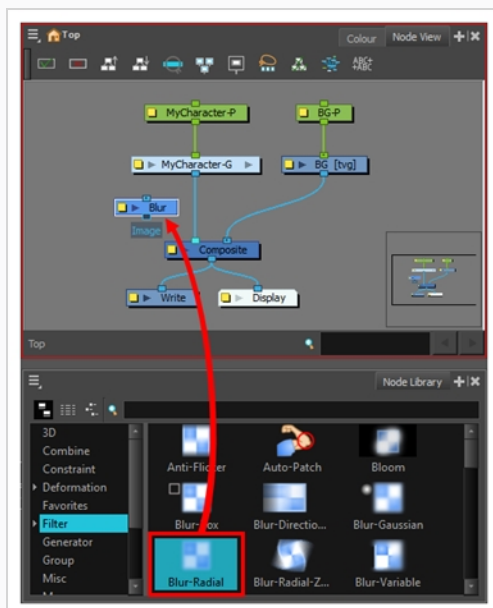 Top
Colour
Node View
ABC+
+ABC
MyCharacter-P
BG-P
MyCharacter-G
BG [tvg]
Blur
Image
Composite
Write
Display
Top
Node Library
3D
Combine
Constraint
Deformation
Favorites
Filter
Generator
Group
Misc
Anti-Flicker
Auto-Patch
Bloom
Blur-Box
Blur-Directio...
Blur-Gaussian
Blur-Radial
Blur-Radial-Z...
Blur-Variable